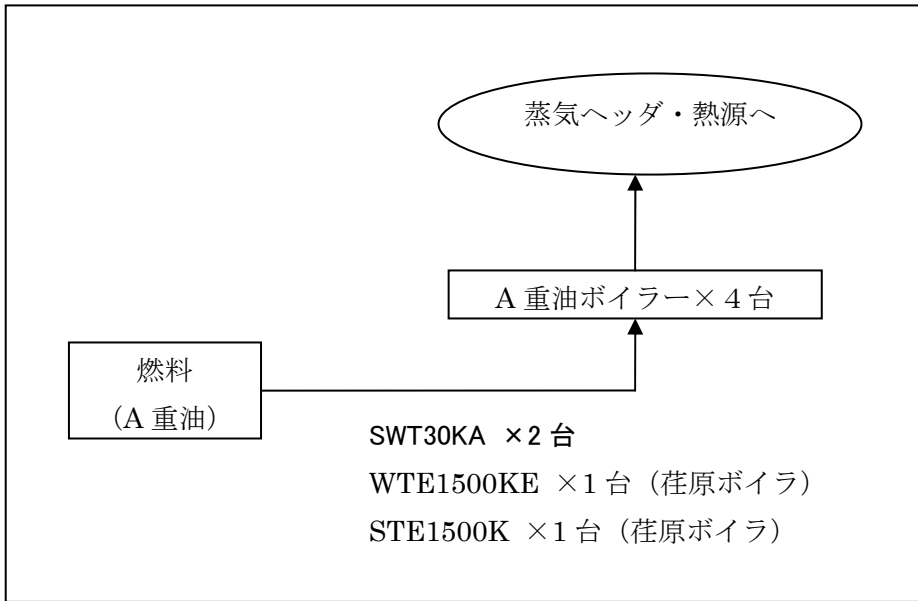 蒸気ヘッダ・熱源へ
A 重油ボイラー×４台
燃料
（A 重油）
SWT30KA ×2 台
WTE1500KE ×1 台（荏原ボイラ）
STE1500K ×1 台（荏原ボイラ）